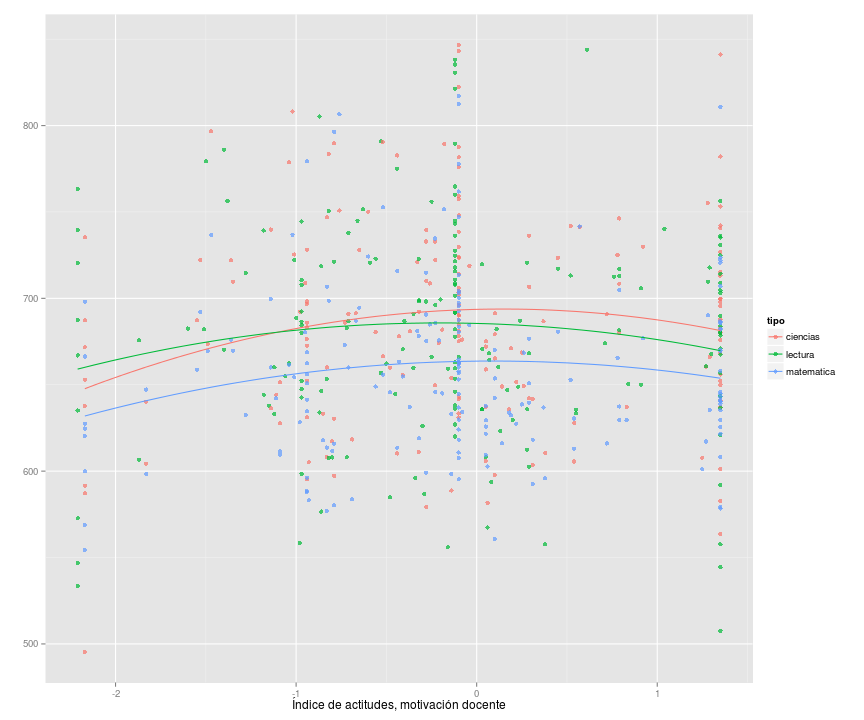 800
700
600
500
-2
-1
0
1
Índice de actitudes, motivación docente
tipo
ciencias
lectura
matematica